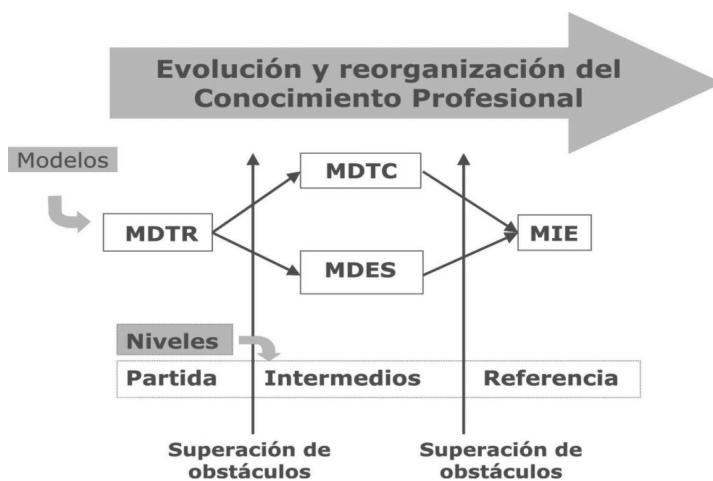 Evolución y reorganización del
Conocimiento Profesional
Modelos
MDTC
MDTR
MIE
MDES
Niveles
Partida
Intermedios
Referencia
Superación de
obstáculos
Superación de
obstáculos